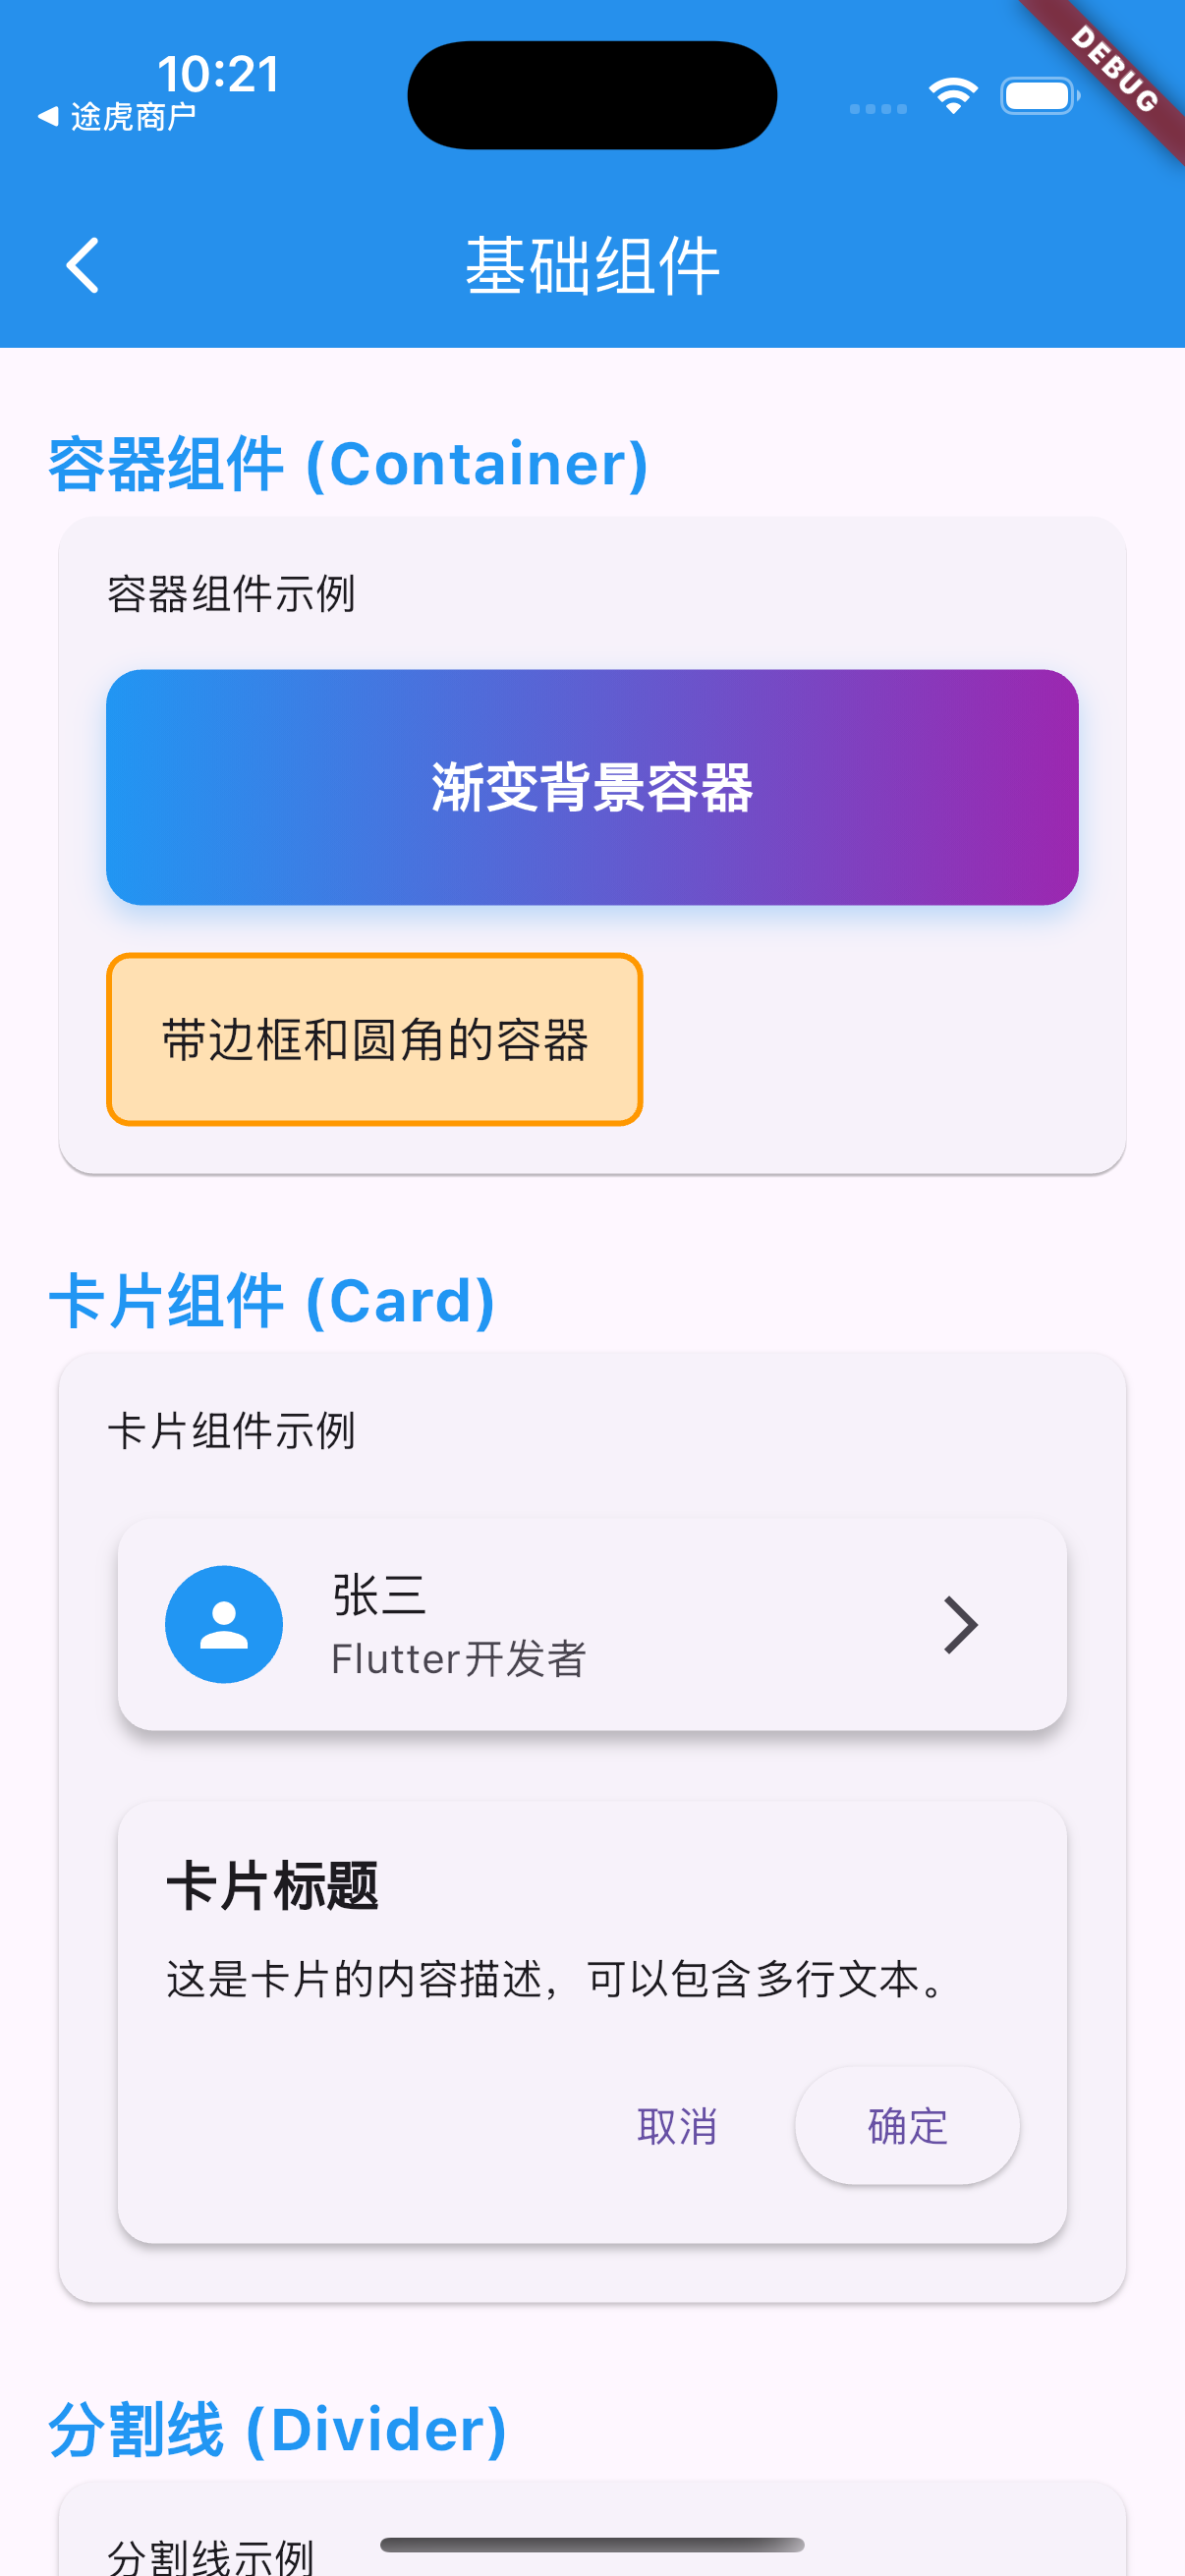 10:21
途虎商户
DEBUG
基础组件
容器组件 (Container)
容器组件示例
渐变背景容器
带边框和圆角的容器
卡片组件 (Card)
卡片组件示例
张三
Flutter开发者
卡片标题
这是卡片的内容描述，可以包含多行文本。
取消
确定
分割线 (Divider)
分割线示例